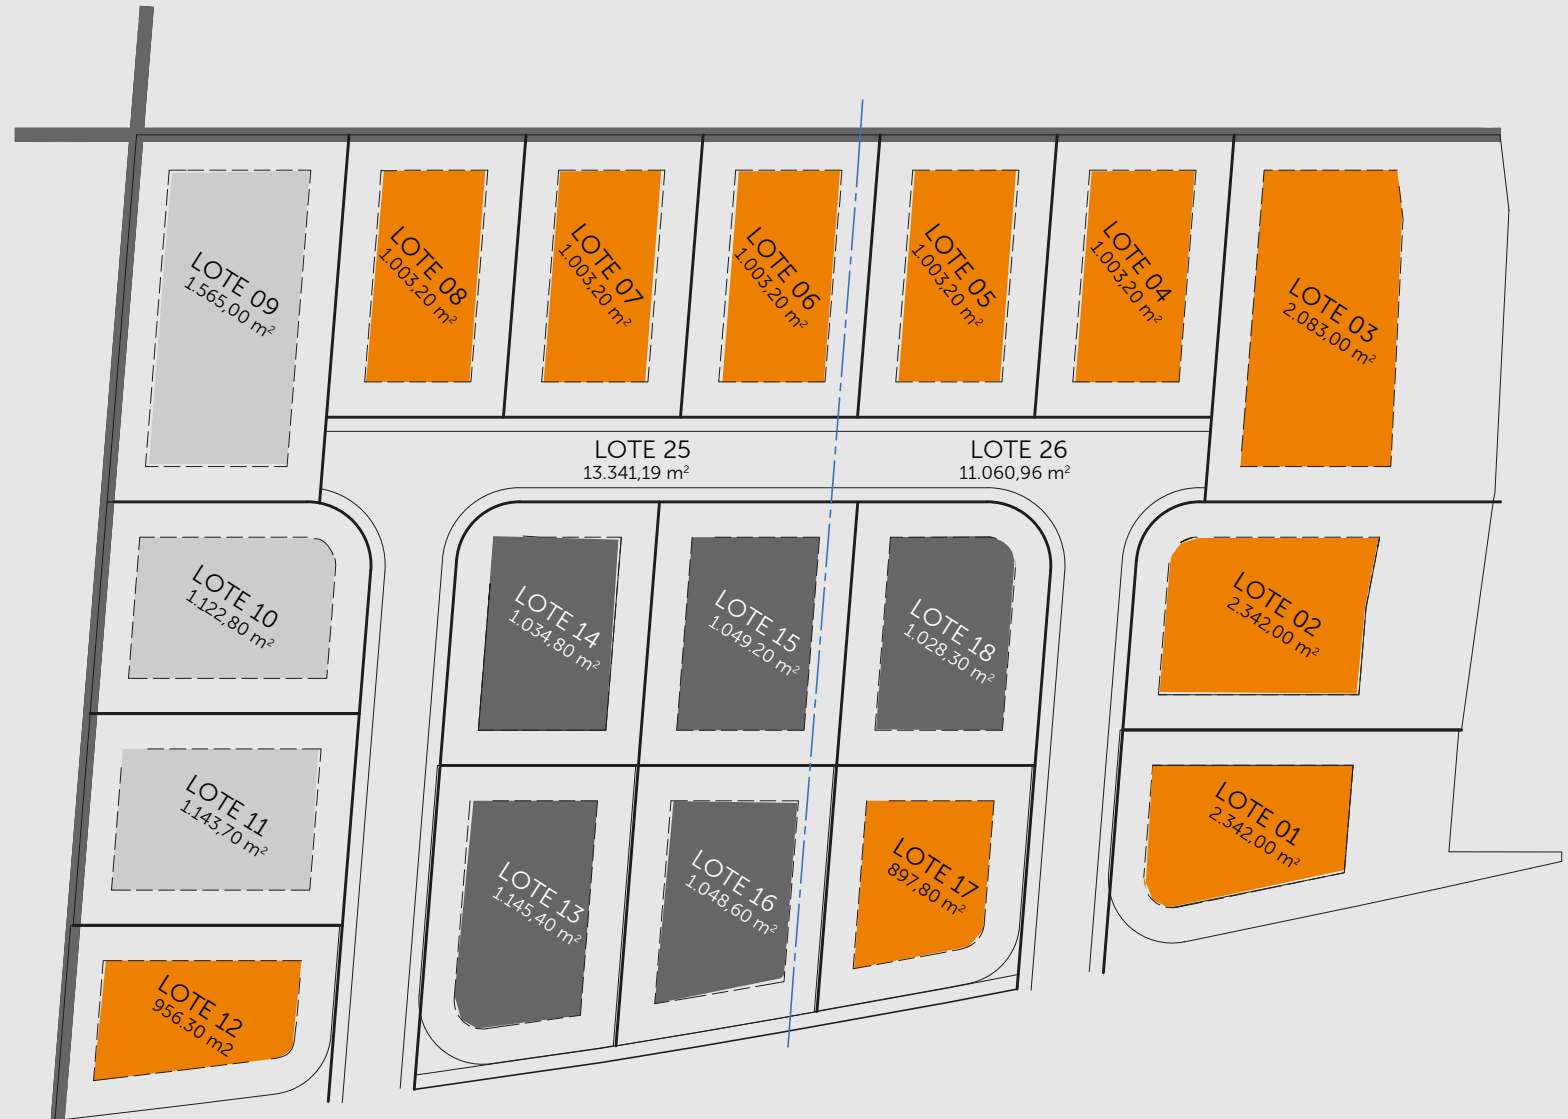 LOTE 09
1.565,00 m²
LOTE 08
1.003,20 m²
LOTE 07
1.003,20 m²
LOTE 06
1.003,20 m²
LOTE 05
1.003,20 m²
LOTE 04
1.003,20 m²
LOTE 03
2.083,00 m²
LOTE 25
13.341,19 m²
LOTE 26
11.060,96 m²
LOTE 10
1.122,80 m²
LOTE 14
1.034,80 m²
LOTE 15
1.049.20 m²
LOTE 18
1.028,30 m²
LOTE 02
2.342,00 m²
LOTE 11
1.143,70 m²
LOTE 13
1.145,40 m²
LOTE 16
1.048,60 m²
LOTE 17
897,80 m²
LOTE 01
2.342,00 m²
LOTE 12
956.30 m2